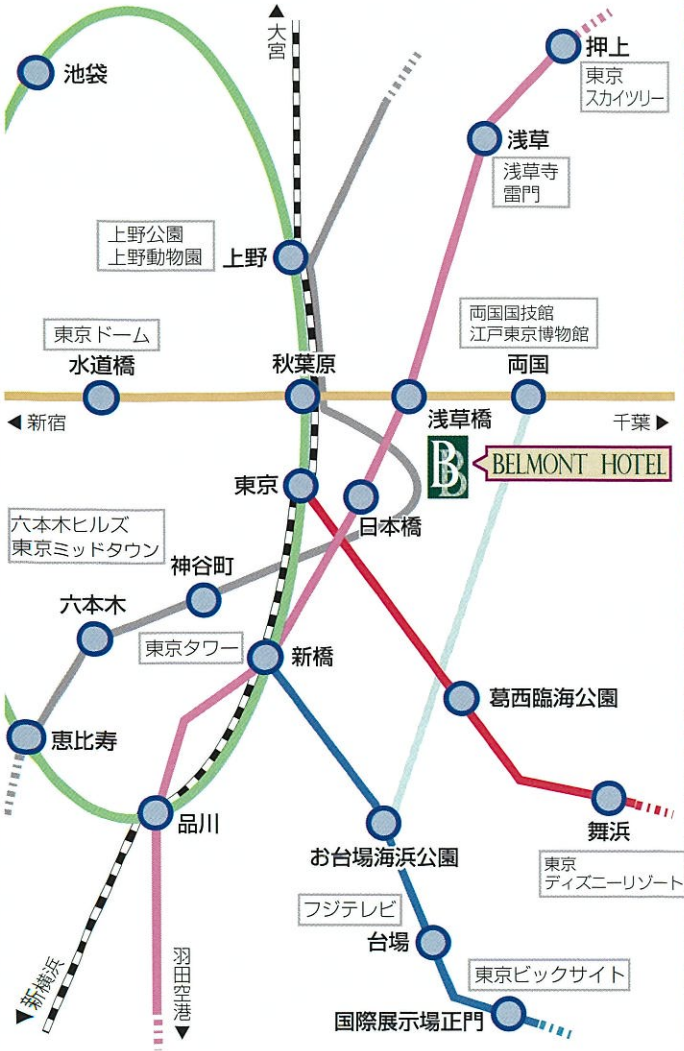 ▲大宮
池袋
押上
東京
スカイツリー
浅草
浅草寺
雷門
上野公園
上野動物園
上野
東京ドーム
水道橋
秋葉原
両国国技館
江戸東京博物館
両国
◀新宿
浅草橋
千葉▶
BB
BELMONT HOTEL
東京
日本橋
六本木ヒルズ
東京ミッドタウン
神谷町
六本木
東京タワー
新橋
葛西臨海公園
恵比寿
品川
舞浜
お台場海浜公園
東京
ディズニーリゾート
フジテレビ
台場
東京ビックサイト
国際展示場正門
▼新横浜
羽田空港▼